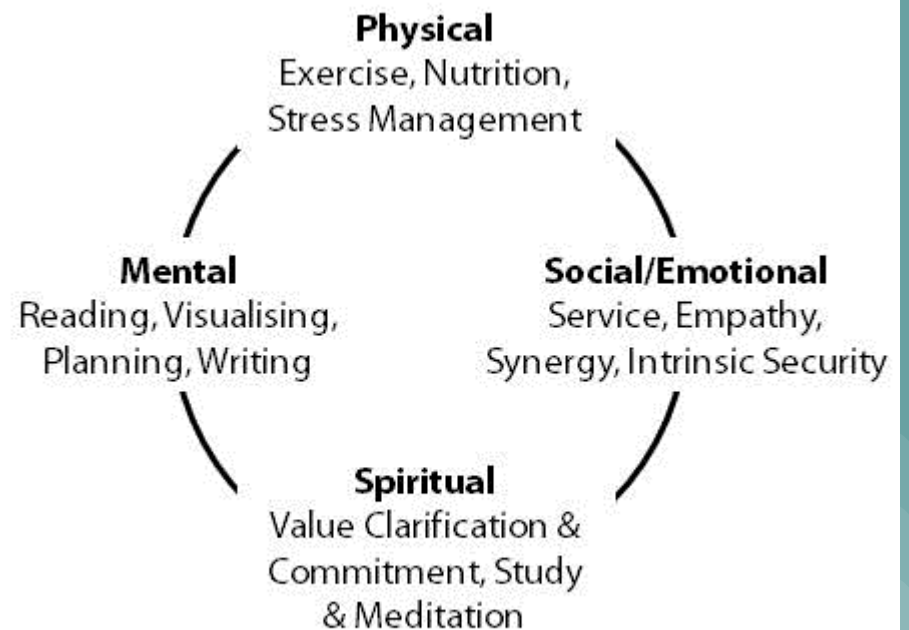 Physical
Exercise, Nutrition,
Stress Management
Mental
Reading, Visualising,
Planning, Writing
Social/Emotional
Service, Empathy,
Synergy, Intrinsic Security
Spiritual
Value Clarification &
Commitment, Study
& Meditation